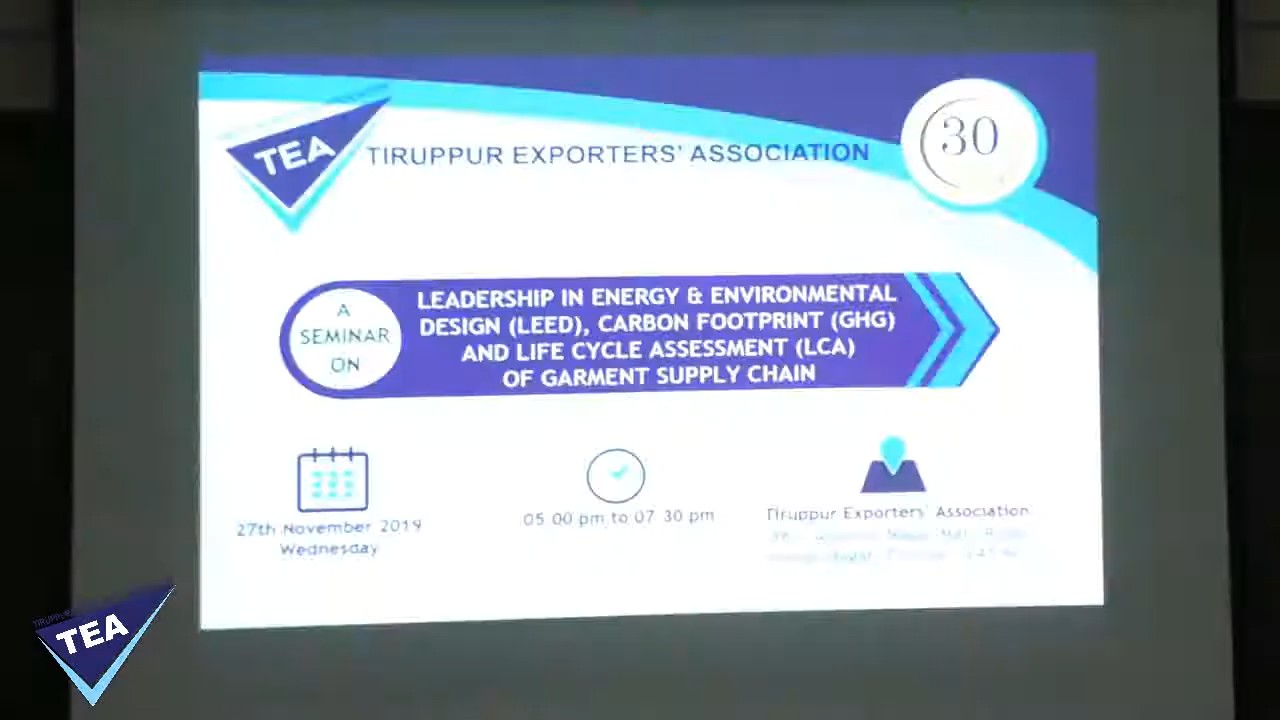 TEA
TIRUPPUR EXPORTERS' ASSOCIATION
30
A
SEMINAR
ON
LEADERSHIP IN ENERGY & ENVIRONMENTAL
DESIGN (LEED), CARBON FOOTPRINT (GHG)
AND LIFE CYCLE ASSESSMENT (LCA)
OF GARMENT SUPPLY CHAIN
27th November 2019
Wednesday
05 00 pm to 07 30 pm
Tiruppur Exporters' Association
TIRUPPUR
TEA